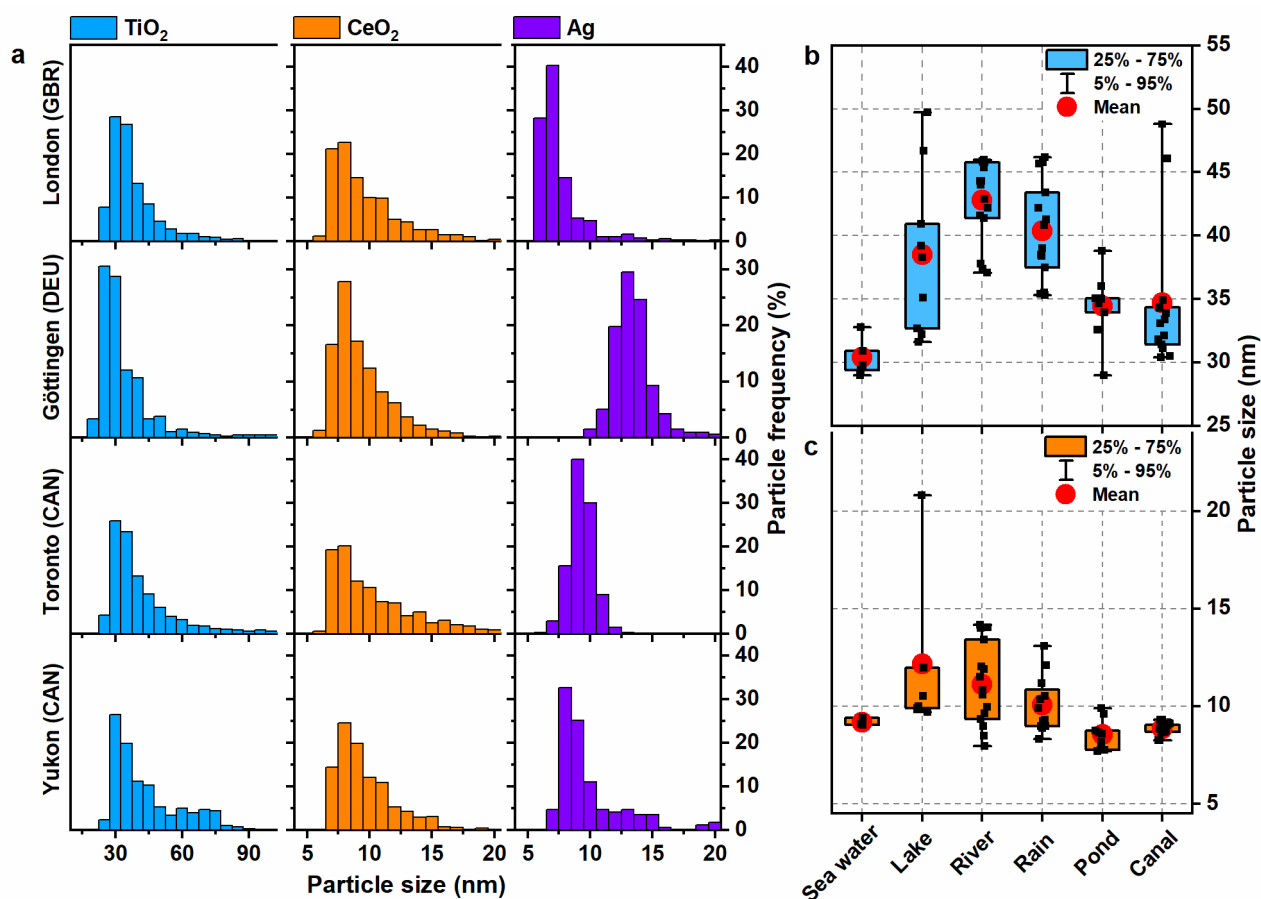 a
TiO2
CeO2
Ag
London (GBR)
40
30
20
10
0
Göttingen (DEU)
30
20
10
0
Toronto (CAN)
40
30
20
10
0
Yukon (CAN)
40
30
20
10
0
Particle frequency (%)
30 60 90
5 10 15 20
5 10 15 20
Particle size (nm)
b
25% - 75%
5% - 95%
Mean
55
50
45
40
35
30
25
c
25% - 75%
5% - 95%
Mean
20
15
10
5
Particle size (nm)
Sea water
Lake
River
Rain
Pond
Canal